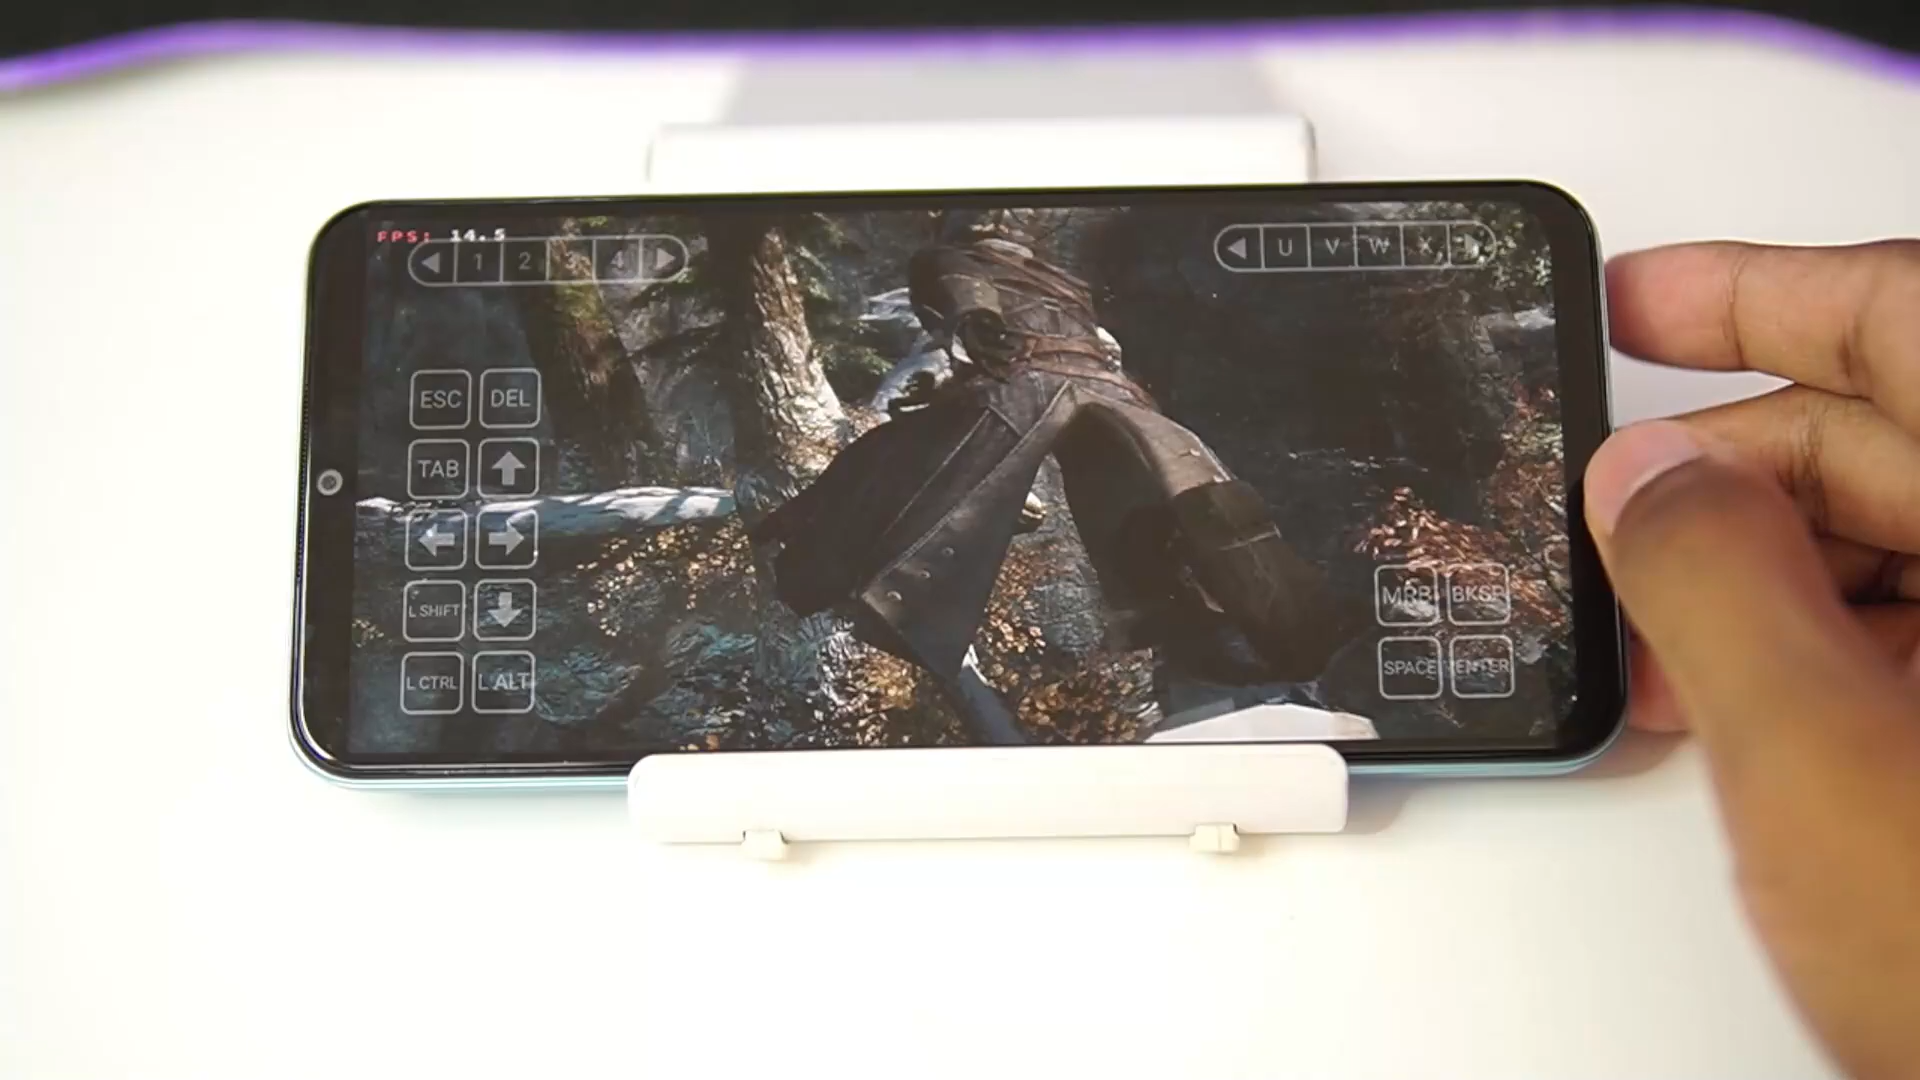 FPS: 14.5
1 2 3 4
U V W X
ESC DEL
TAB
L SHIFT
L CTRL L ALT
MRB BKSP
SPACE ENTER